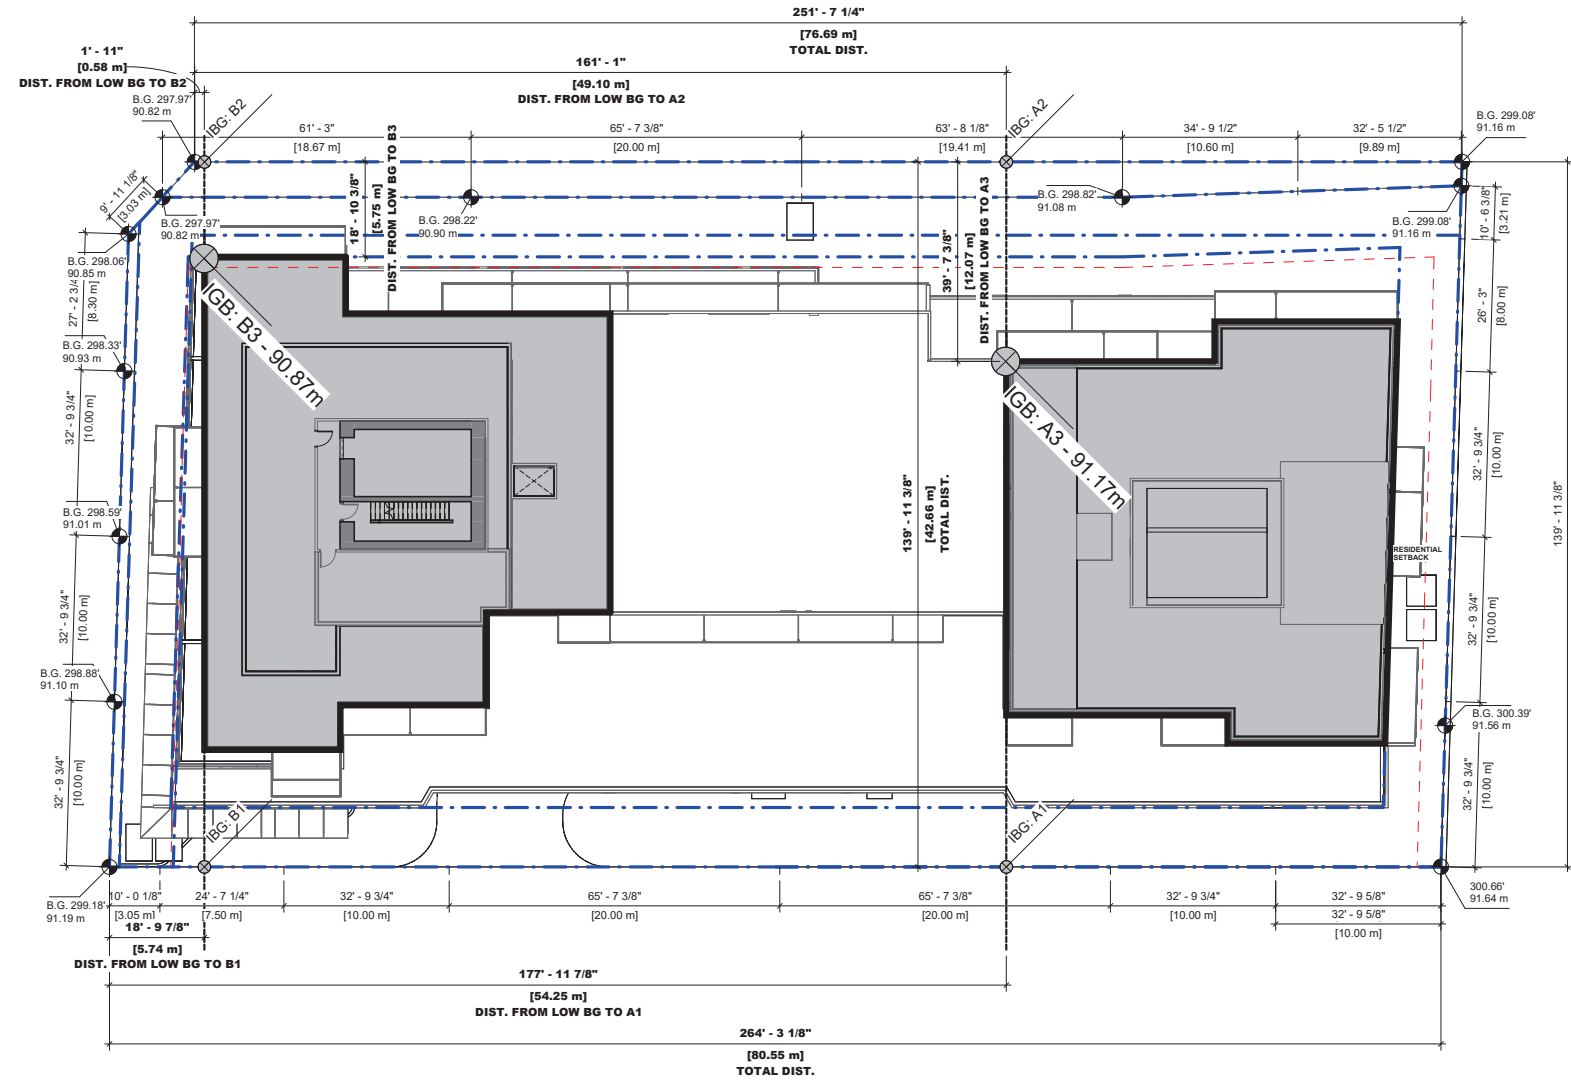 251' - 7 1/4"
[76.69 m]
TOTAL DIST.
1' - 11"
[0.58 m]
DIST. FROM LOW BG TO B2
161' - 1"
[49.10 m]
DIST. FROM LOW BG TO A2
B.G. 297.97'
90.82 m
IBG: B2
IBG: A2
B.G. 299.08'
91.16 m
61' - 3"
[18.67 m]
65' - 7 3/8"
[20.00 m]
63' - 8 1/8"
[19.41 m]
34' - 9 1/2"
[10.60 m]
32' - 5 1/2"
[9.89 m]
9' - 11 1/8"
[3.03 m]
B.G. 297.97'
90.82 m
18' - 10 3/8"
[5.75 m]
DIST. FROM LOW BG TO B3
B.G. 298.22'
90.90 m
39' - 7 3/8"
[12.07 m]
DIST. FROM LOW BG TO A3
B.G. 298.82'
91.08 m
B.G. 299.08'
91.16 m
10' - 6 3/8"
[3.21 m]
B.G. 298.06'
90.85 m
27' - 2 3/4"
[8.30 m]
IGB: B3 - 90.87m
26' - 3"
[8.00 m]
B.G. 298.33'
90.93 m
32' - 9 3/4"
[10.00 m]
IGB: A3 - 91.17m
32' - 9 3/4"
[10.00 m]
B.G. 298.59'
91.01 m
139' - 11 3/8"
[42.66 m]
TOTAL DIST.
RESIDENTIAL
SETBACK
139' - 11 3/8"
32' - 9 3/4"
[10.00 m]
32' - 9 3/4"
[10.00 m]
B.G. 298.88'
91.10 m
B.G. 300.39'
91.56 m
32' - 9 3/4"
[10.00 m]
32' - 9 3/4"
[10.00 m]
IBG: B1
IBG: A1
B.G. 299.18'
91.19 m
10' - 0 1/8"
[3.05 m]
24' - 7 1/4"
[7.50 m]
32' - 9 3/4"
[10.00 m]
65' - 7 3/8"
[20.00 m]
65' - 7 3/8"
[20.00 m]
32' - 9 3/4"
[10.00 m]
32' - 9 5/8"
32' - 9 5/8"
[10.00 m]
300.66'
91.64 m
18' - 9 7/8"
[5.74 m]
DIST. FROM LOW BG TO B1
177' - 11 7/8"
[54.25 m]
DIST. FROM LOW BG TO A1
264' - 3 1/8"
[80.55 m]
TOTAL DIST.